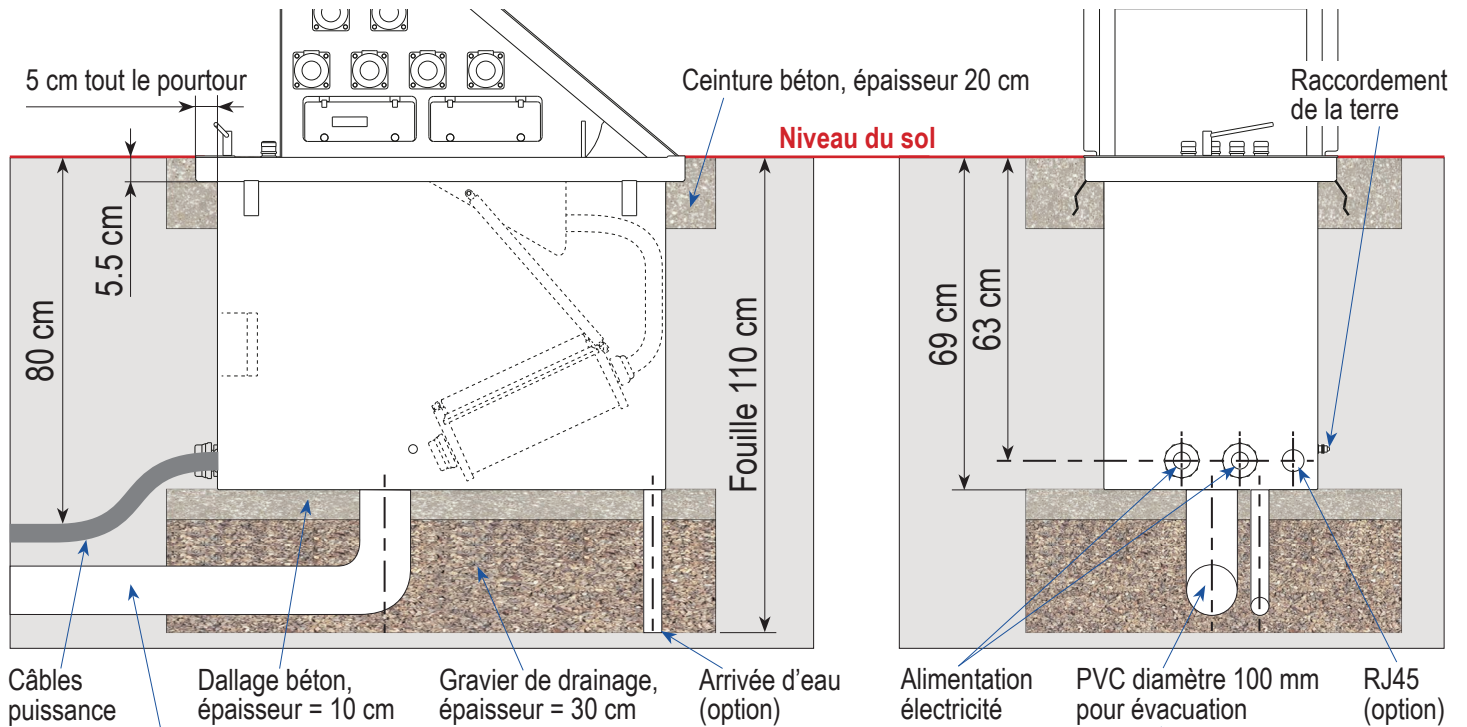 5 cm tout le pourtour
Ceinture béton, épaisseur 20 cm
Raccordement
de la terre
Niveau du sol
5.5 cm
80 cm
Fouille 110 cm
69 cm
63 cm
Câbles
puissance
Dallage béton,
épaisseur = 10 cm
Gravier de drainage,
épaisseur = 30 cm
Arrivée d'eau
(option)
Alimentation
électricité
PVC diamètre 100 mm
pour évacuation
RJ45
(option)